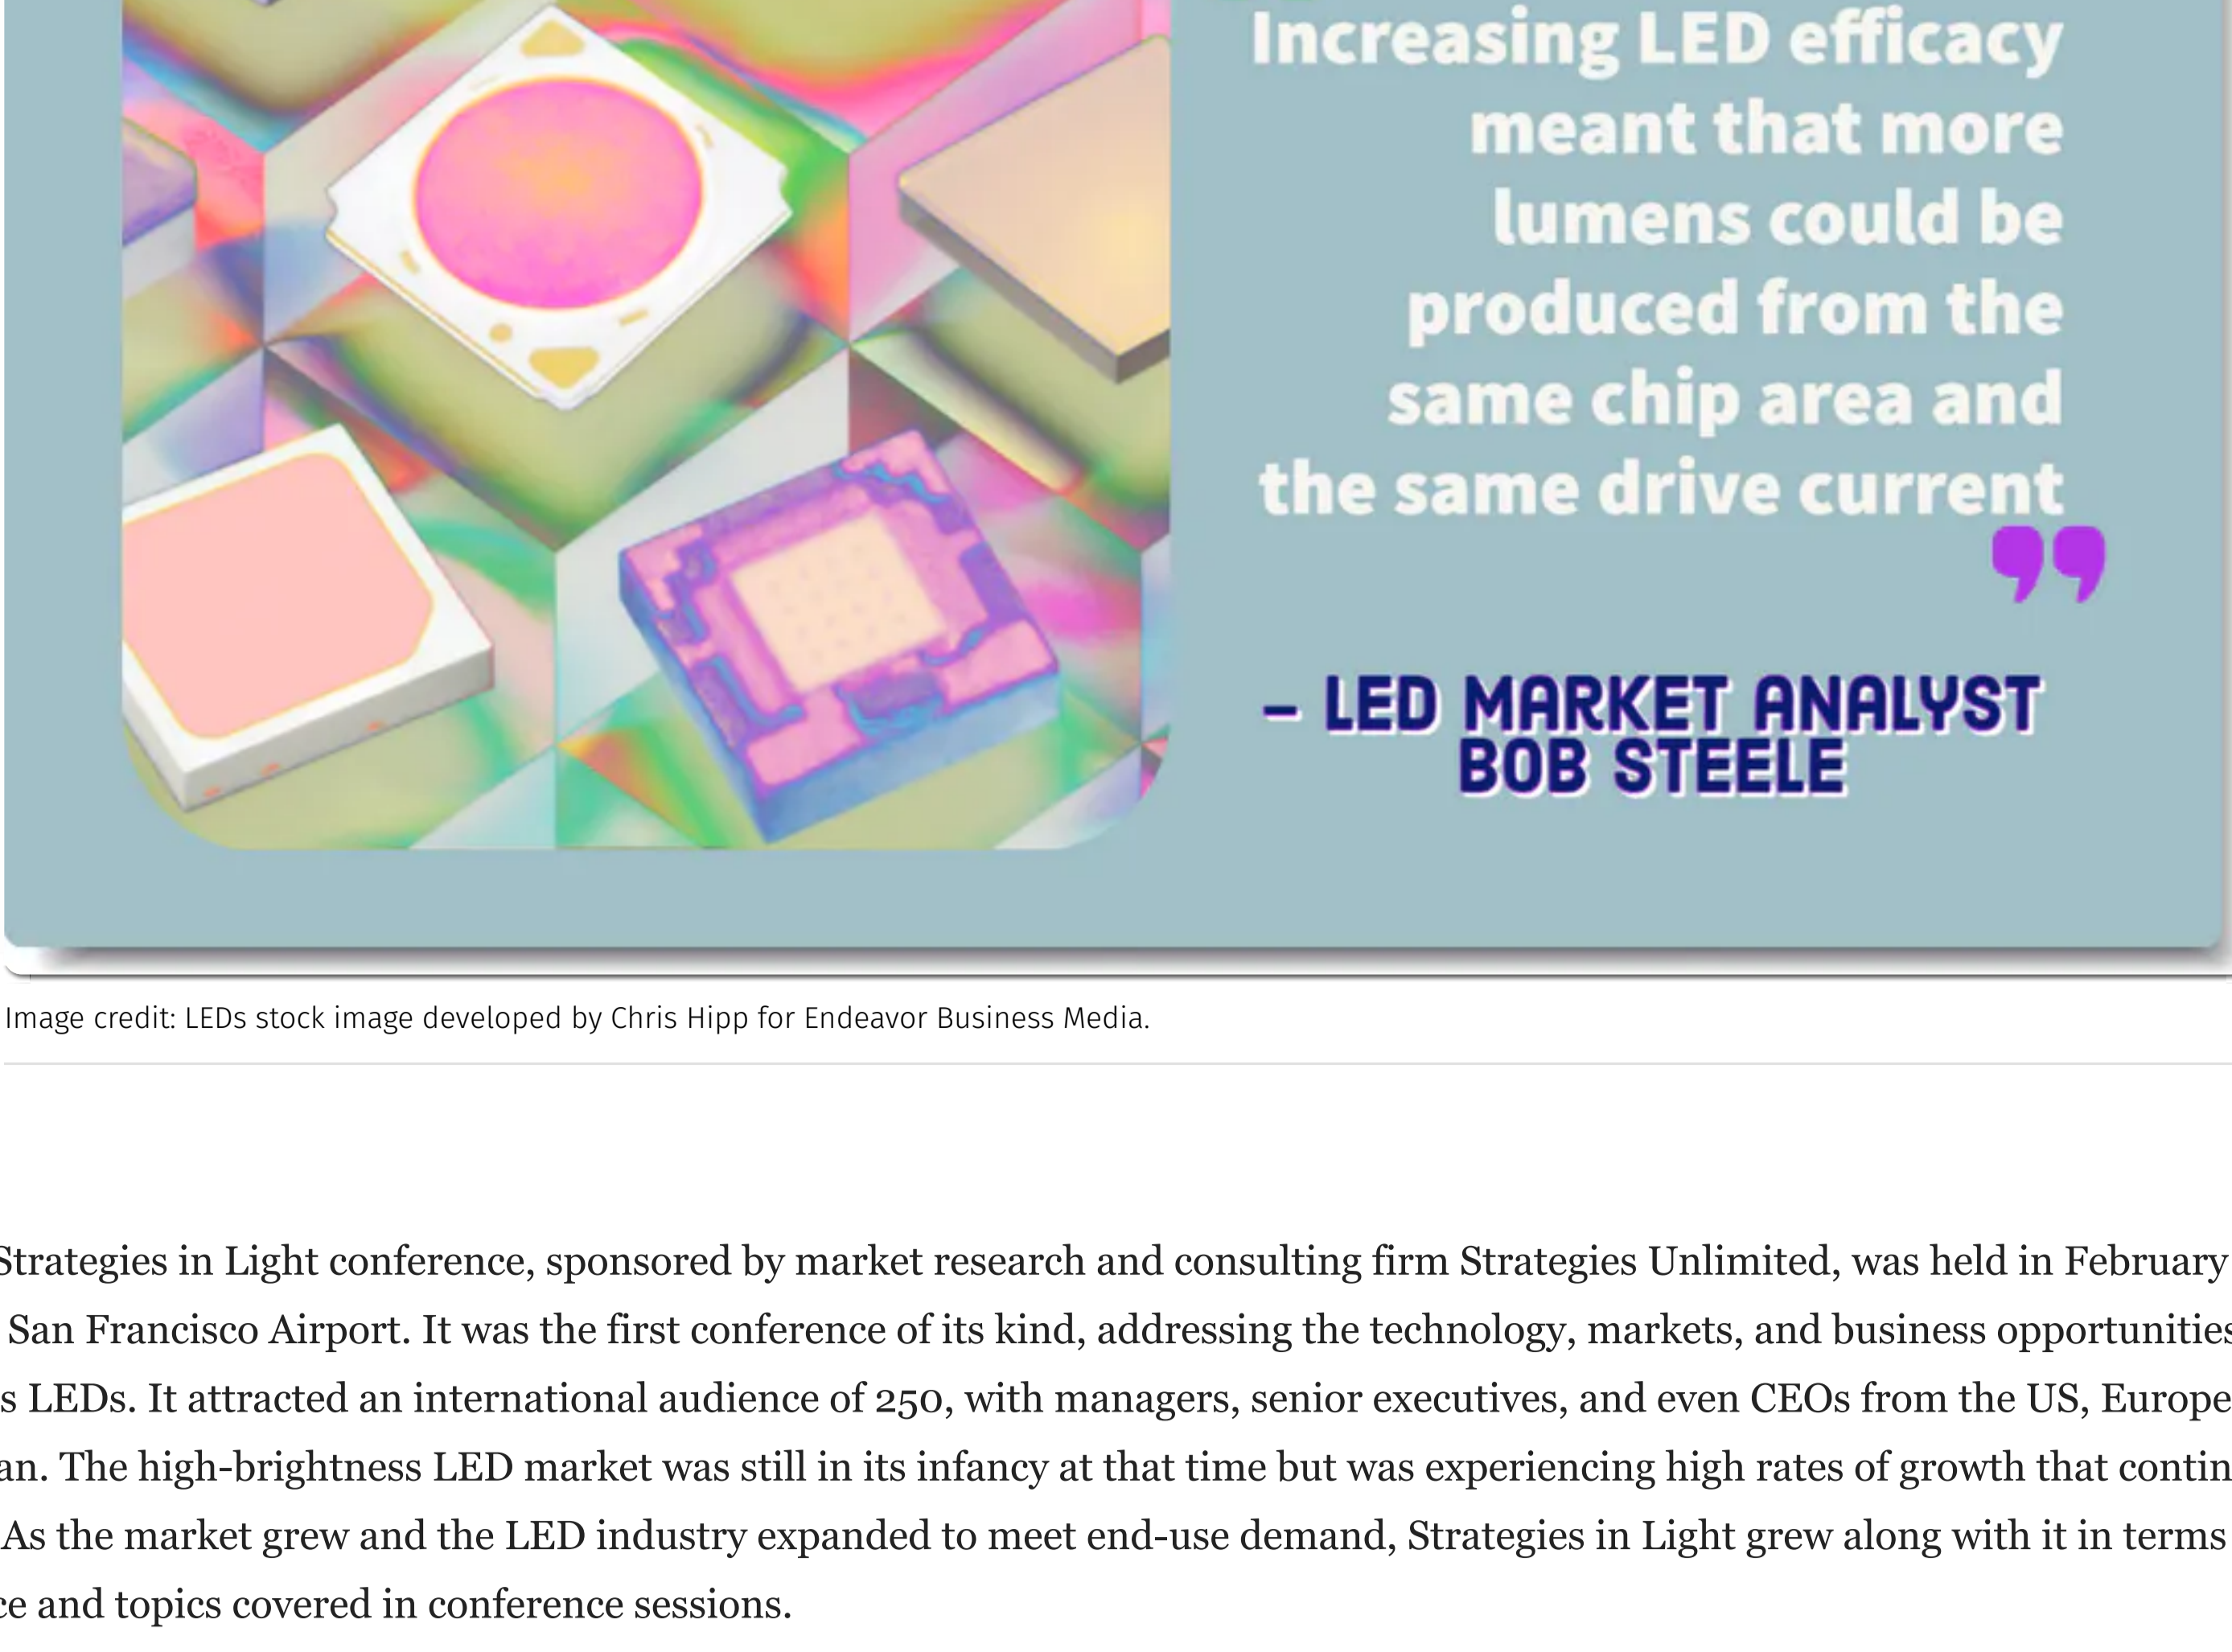 Increasing LED efficacy
meant that more
lumens could be
produced from the
same chip area and
the same drive current
”
– LED MARKET ANALYST
BOB STEELE
Image credit: LEDs stock image developed by Chris Hipp for Endeavor Business Media.
Strategies in Light conference, sponsored by market research and consulting firm Strategies Unlimited, was held in February
San Francisco Airport. It was the first conference of its kind, addressing the technology, markets, and business opportunities
s LEDs. It attracted an international audience of 250, with managers, senior executives, and even CEOs from the US, Europe
an. The high-brightness LED market was still in its infancy at that time but was experiencing high rates of growth that contin
As the market grew and the LED industry expanded to meet end-use demand, Strategies in Light grew along with it in terms
ce and topics covered in conference sessions.